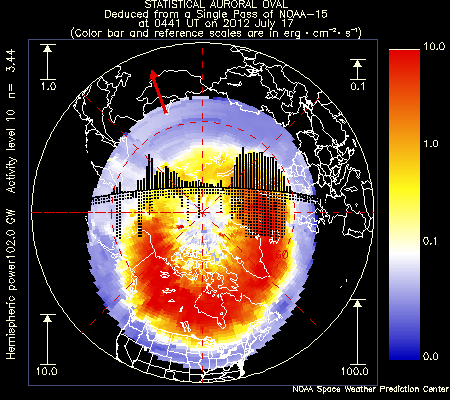 STATISTICAL AURORAL OVAL
Deduced from a Single Pass of NOAA-15
at 0441 UT on 2012 July 17
(Color bar and reference scales are in erg · cm⁻² · s⁻¹)
1.0
0.1
10.0
1.0
0.1
0.0
Hemispheric power102.0 GW Activity level 10 n= 3.44
60
10.0
100.0
NOAA Space Weather Prediction Center